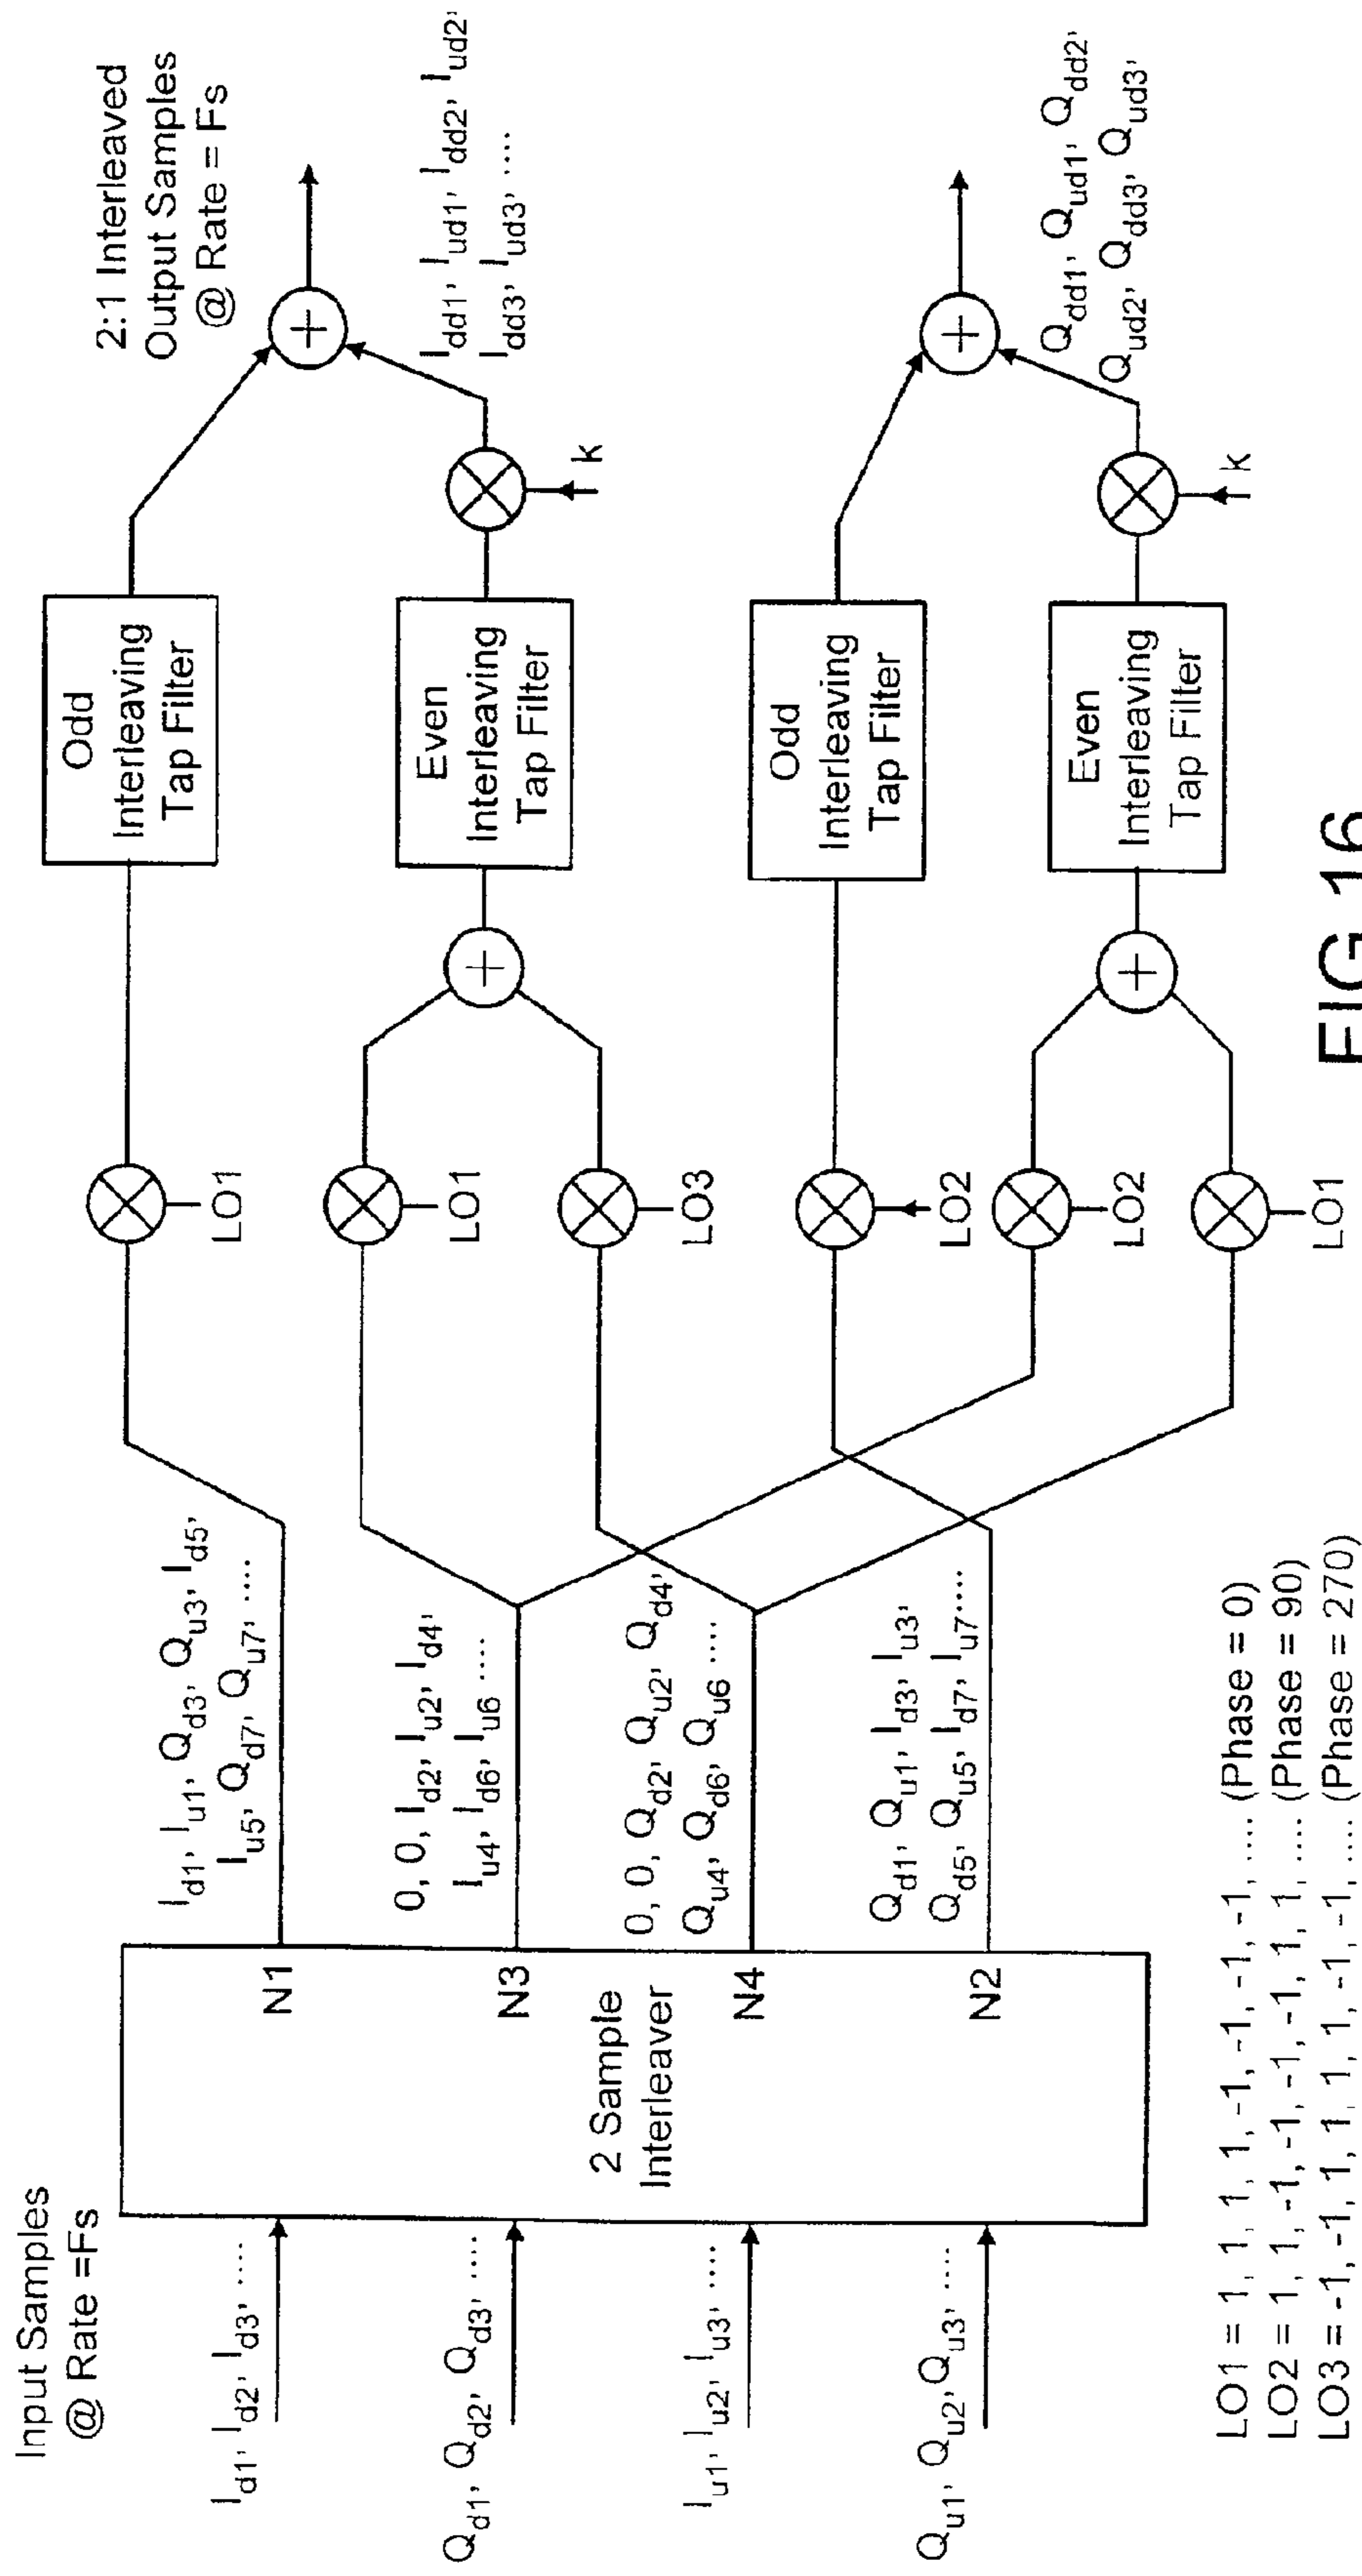 Input Samples
@ Rate =Fs
I_d1, I_d2, I_d3, ....
Q_d1, Q_d2, Q_d3, ....
I_u1, I_u2, I_u3, ....
Q_u1, Q_u2, Q_u3, ....
2 Sample
Interleaver
N1
N3
N4
N2
I_d1, I_u1, Q_d3, Q_u3, I_d5,
I_u5, Q_d7, Q_u7, ....
0, 0, I_d2, I_u2, I_d4,
I_u4, I_d6, I_u6 ....
0, 0, Q_d2, Q_u2, Q_d4,
Q_u4, Q_d6, Q_u6 ....
Q_d1, Q_u1, I_d3, I_u3,
Q_d5, Q_u5, I_d7, I_u7.....
LO1
LO1
LO3
LO2
LO2
LO1
+
+
Odd
Interleaving
Tap Filter
Even
Interleaving
Tap Filter
Odd
Interleaving
Tap Filter
Even
Interleaving
Tap Filter
k
k
+
+
2:1 Interleaved
Output Samples
@ Rate = Fs
I_dd1, I_ud1, I_dd2, I_ud2,
I_dd3, I_ud3, ....
Q_dd1, Q_ud1, Q_dd2,
Q_ud2, Q_dd3, Q_ud3,
LO1 = 1, 1, 1, 1, -1, -1, -1, -1, .... (Phase = 0)
LO2 = 1, 1, -1, -1, -1, -1, 1, 1, .... (Phase = 90)
LO3 = -1, -1, 1, 1, 1, 1, -1, -1, .... (Phase = 270)
FIG 16